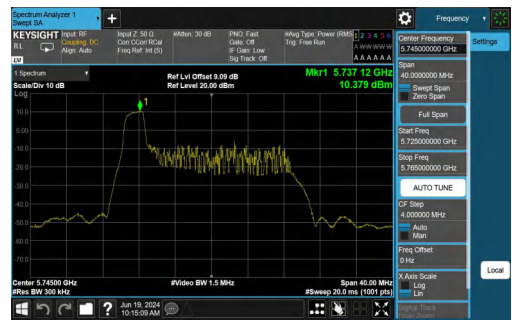 Spectrum Analyzer 1
Swept SA
Frequency
KEYSIGHT Input: RF
RL
Coupling: DC
Align: Auto
LV
Input Z: 50 Ω
Corr CCorr RCal
Freq Ref: Int (S)
#Atten: 30 dB
PNO: Fast
Gate: Off
IF Gain: Low
Sig Track: Off
#Avg Type: Power (RMS)
Trig: Free Run
1 2 3 4 5 6
A W W W W W
A A A A A A
1 Spectrum
Scale/Div 10 dB
Log
Ref Lvl Offset 9.09 dB
Ref Level 20.00 dBm
Mkr1 5.737 12 GHz
10.379 dBm
1
10.0
0.00
-10.0
-20.0
-30.0
-40.0
-50.0
-60.0
-70.0
Center 5.74500 GHz
#Res BW 300 kHz
#Video BW 1.5 MHz
Span 40.00 MHz
#Sweep 20.0 ms (1001 pts)
Jun 19, 2024
10:15:09 AM
Center Frequency
5.745000000 GHz
Settings
Span
40.0000000 MHz
Swept Span
Zero Span
Full Span
Start Freq
5.725000000 GHz
Stop Freq
5.765000000 GHz
AUTO TUNE
CF Step
4.000000 MHz
Auto
Man
Freq Offset
0 Hz
X Axis Scale
Log
Lin
Local
Signal Track